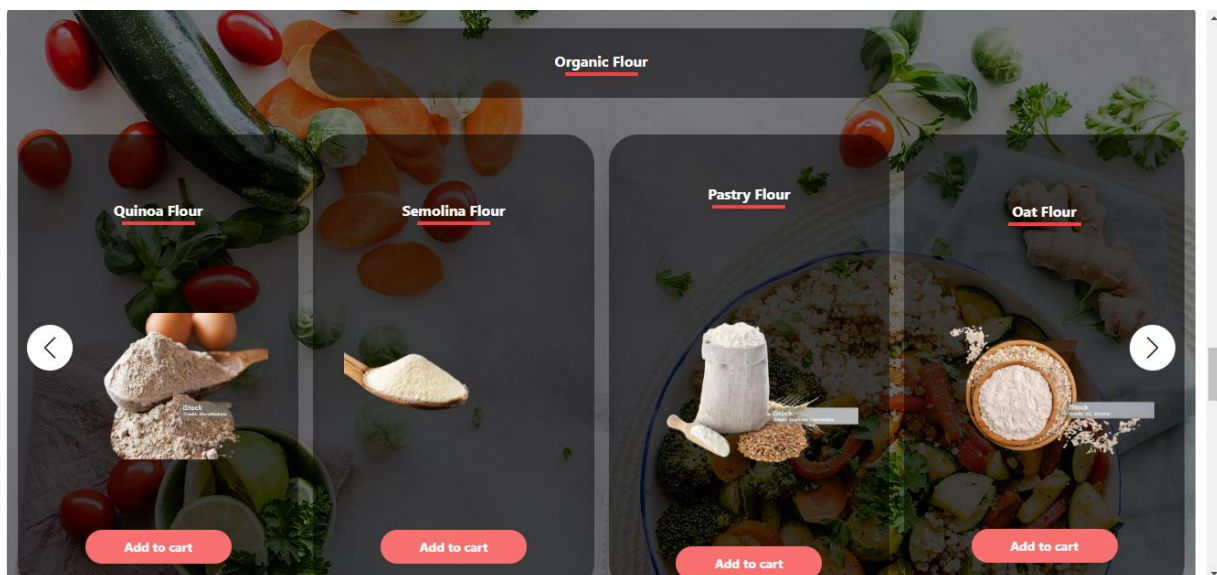 Organic Flour
Quinoa Flour
Semolina Flour
Pastry Flour
Oat Flour
iStock
iStock
iStock
Add to cart
Add to cart
Add to cart
Add to cart